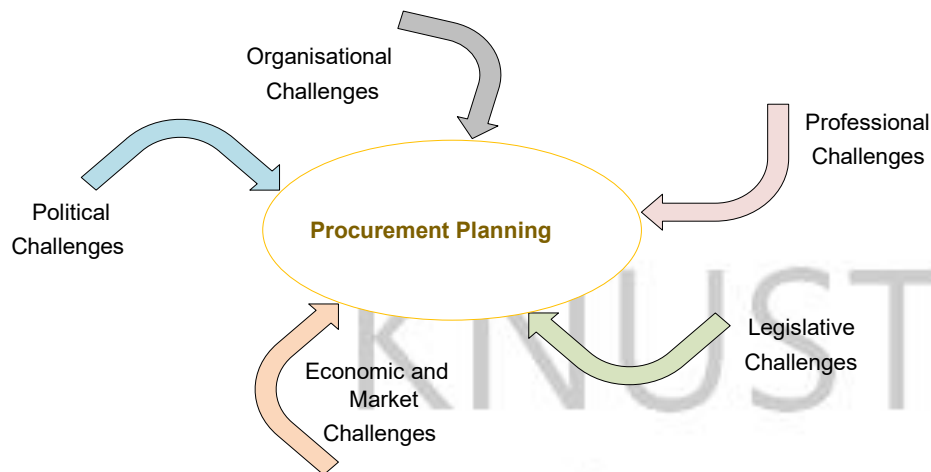 Organisational
Challenges
Professional
Challenges
Political
Challenges
Procurement Planning
KNUST
Legislative
Challenges
Economic and
Market
Challenges